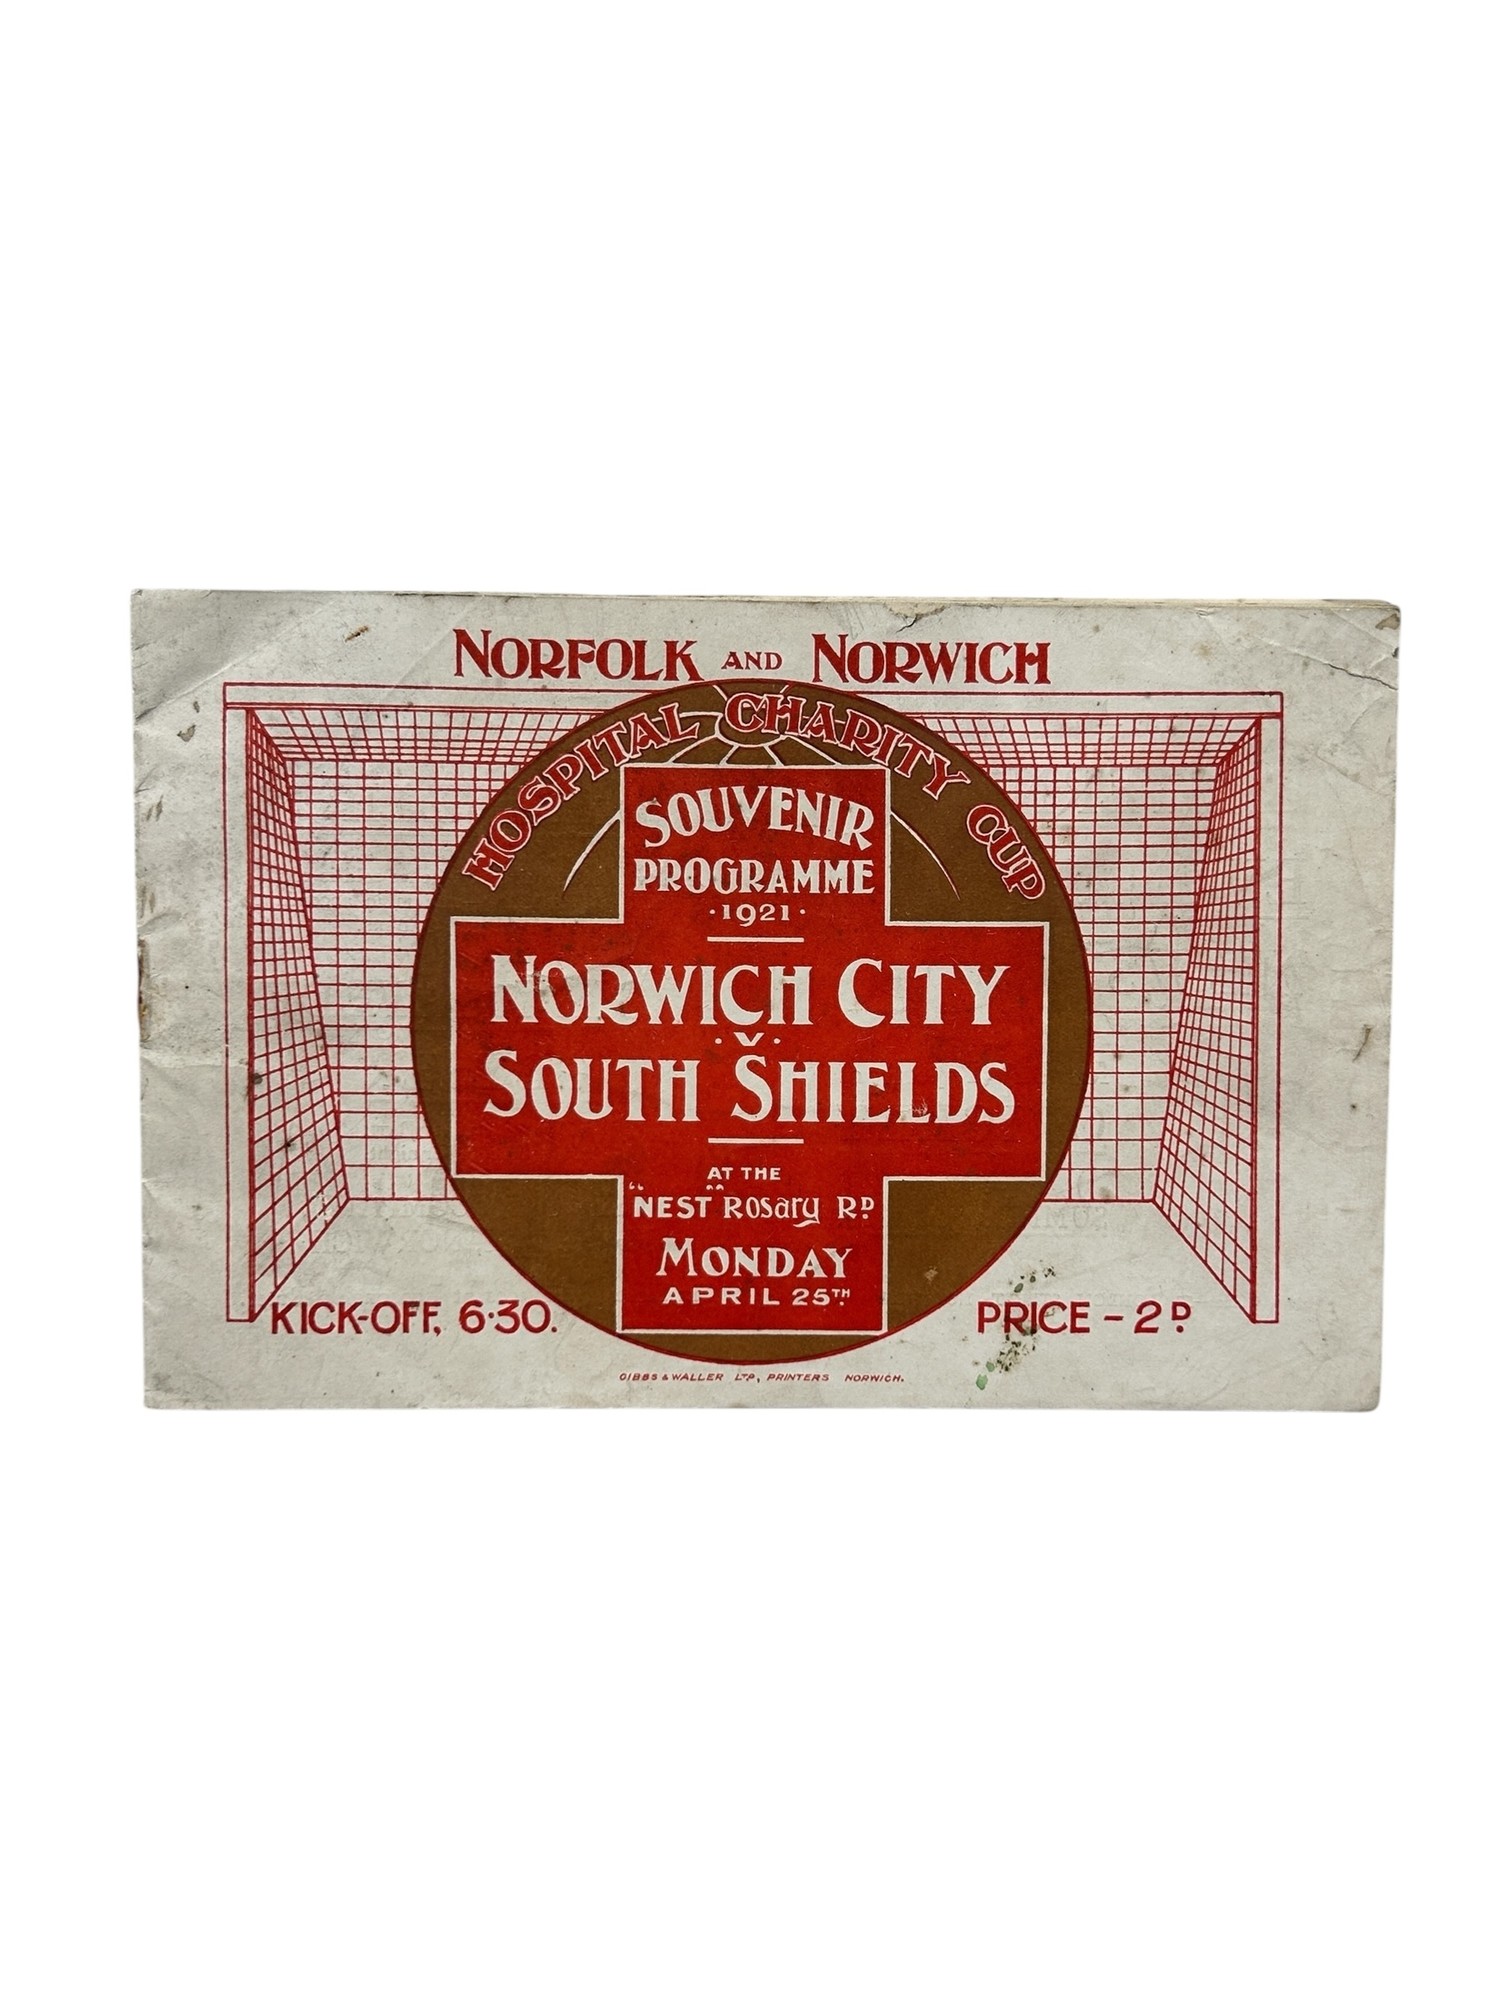 NORFOLK AND NORWICH
HOSPITAL CHARITY CUP
SOUVENIR
PROGRAMME
·1921·
NORWICH CITY
·V·
SOUTH SHIELDS
AT THE
"NEST" Rosary RD
MONDAY
APRIL 25TH
KICK-OFF, 6·30.
PRICE - 2D
GIBBS & WALLER LTD, PRINTERS NORWICH.